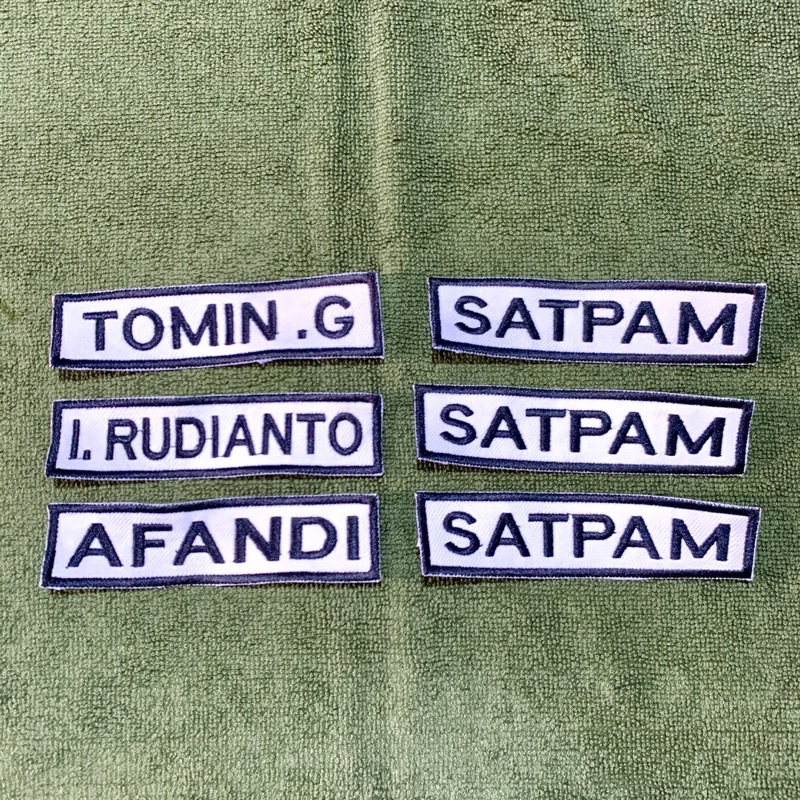 TOMIN .G
SATPAM
I. RUDIANTO
SATPAM
AFANDI
SATPAM